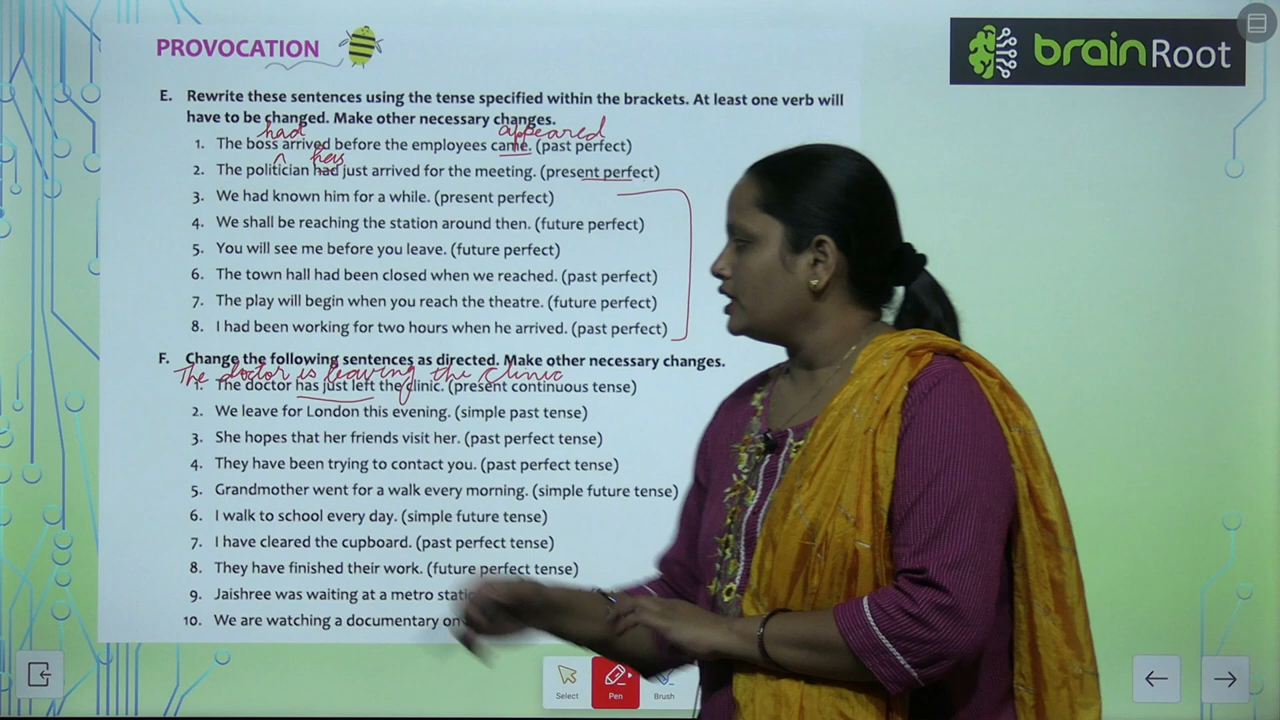 PROVOCATION
brainRoot
E. Rewrite these sentences using the tense specified within the brackets. At least one verb will
have to be changed. Make other necessary changes.
had appeared
1. The boss arrived before the employees came. (past perfect)
has
2. The politician had just arrived for the meeting. (present perfect)
3. We had known him for a while. (present perfect)
4. We shall be reaching the station around then. (future perfect)
5. You will see me before you leave. (future perfect)
6. The town hall had been closed when we reached. (past perfect)
7. The play will begin when you reach the theatre. (future perfect)
8. I had been working for two hours when he arrived. (past perfect)
F. Change the following sentences as directed. Make other necessary changes.
The doctor is leaving the clinic
1. The doctor has just left the clinic. (present continuous tense)
2. We leave for London this evening. (simple past tense)
3. She hopes that her friends visit her. (past perfect tense)
4. They have been trying to contact you. (past perfect tense)
5. Grandmother went for a walk every morning. (simple future tense)
6. I walk to school every day. (simple future tense)
7. I have cleared the cupboard. (past perfect tense)
8. They have finished their work. (future perfect tense)
9. Jaishree was waiting at a metro
10. We are watching a documentary on
Select
Pen
Brush